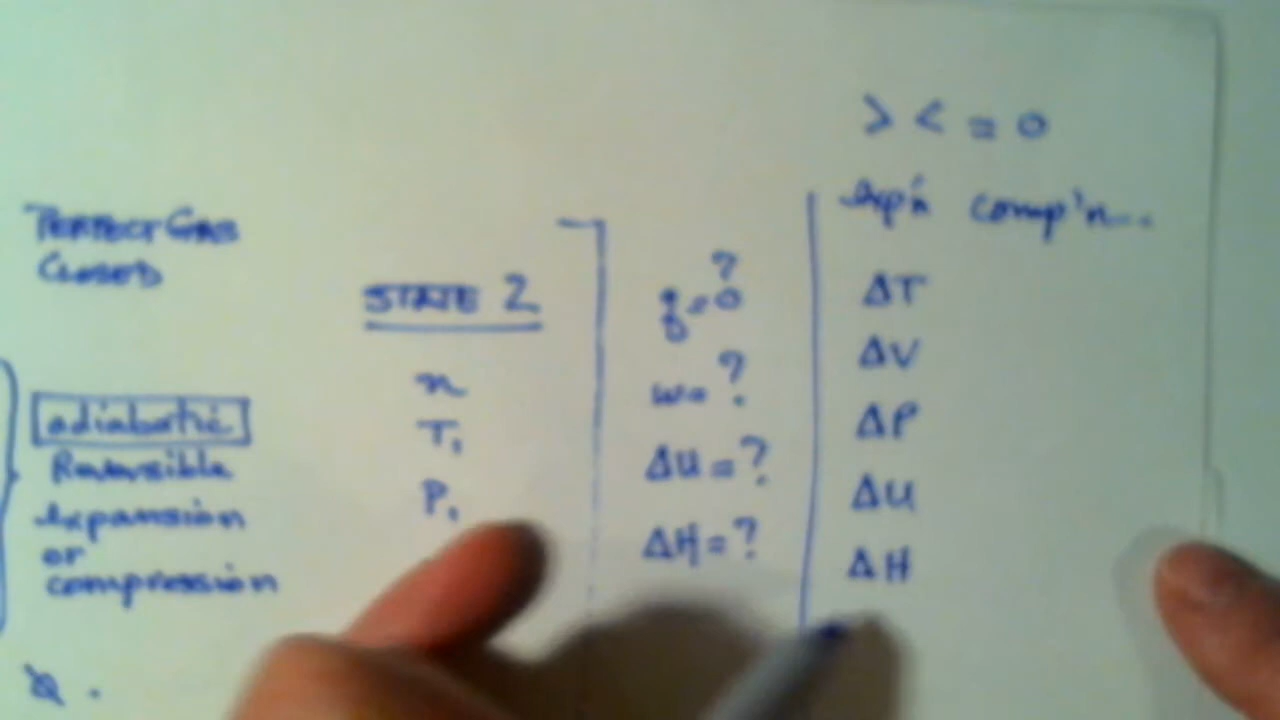 > < = 0
exp'n comp'n...
PERFECT GAS
CLOSED
STATE 2
n
T₁
P₁
adiabatic
Reversible
expansion
or
compression
?
q = 0
w = ?
ΔU = ?
ΔH = ?
ΔT
ΔV
ΔP
ΔU
ΔH